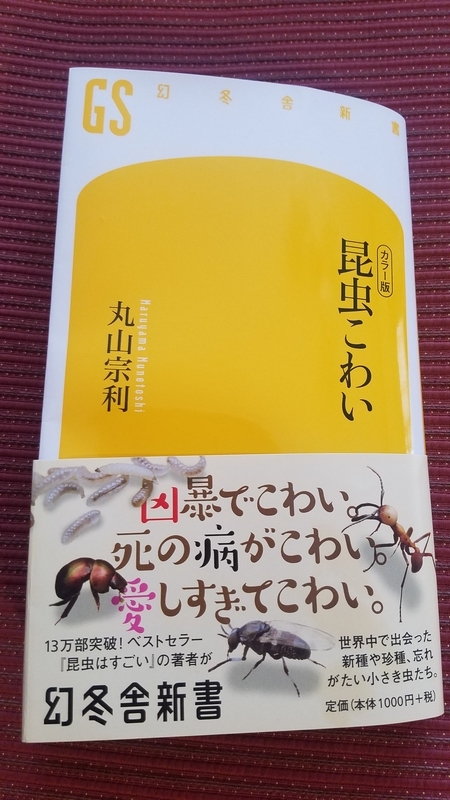 GS 幻冬舎新書
カラー版
昆虫こわい
丸山宗利
Maruyama Munetoshi
凶暴でこわい。
死の病がこわい。
愛しすぎてこわい。
13万部突破!ベストセラー
『昆虫はすごい』の著者が
世界中で出会った
新種や珍種、忘れ
がたい小さき虫たち。
幻冬舎新書
定価(本体1000円+税)